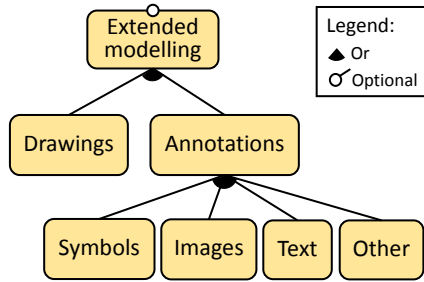 Extended
modelling
Legend:
Or
Optional
Drawings
Annotations
Symbols
Images
Text
Other